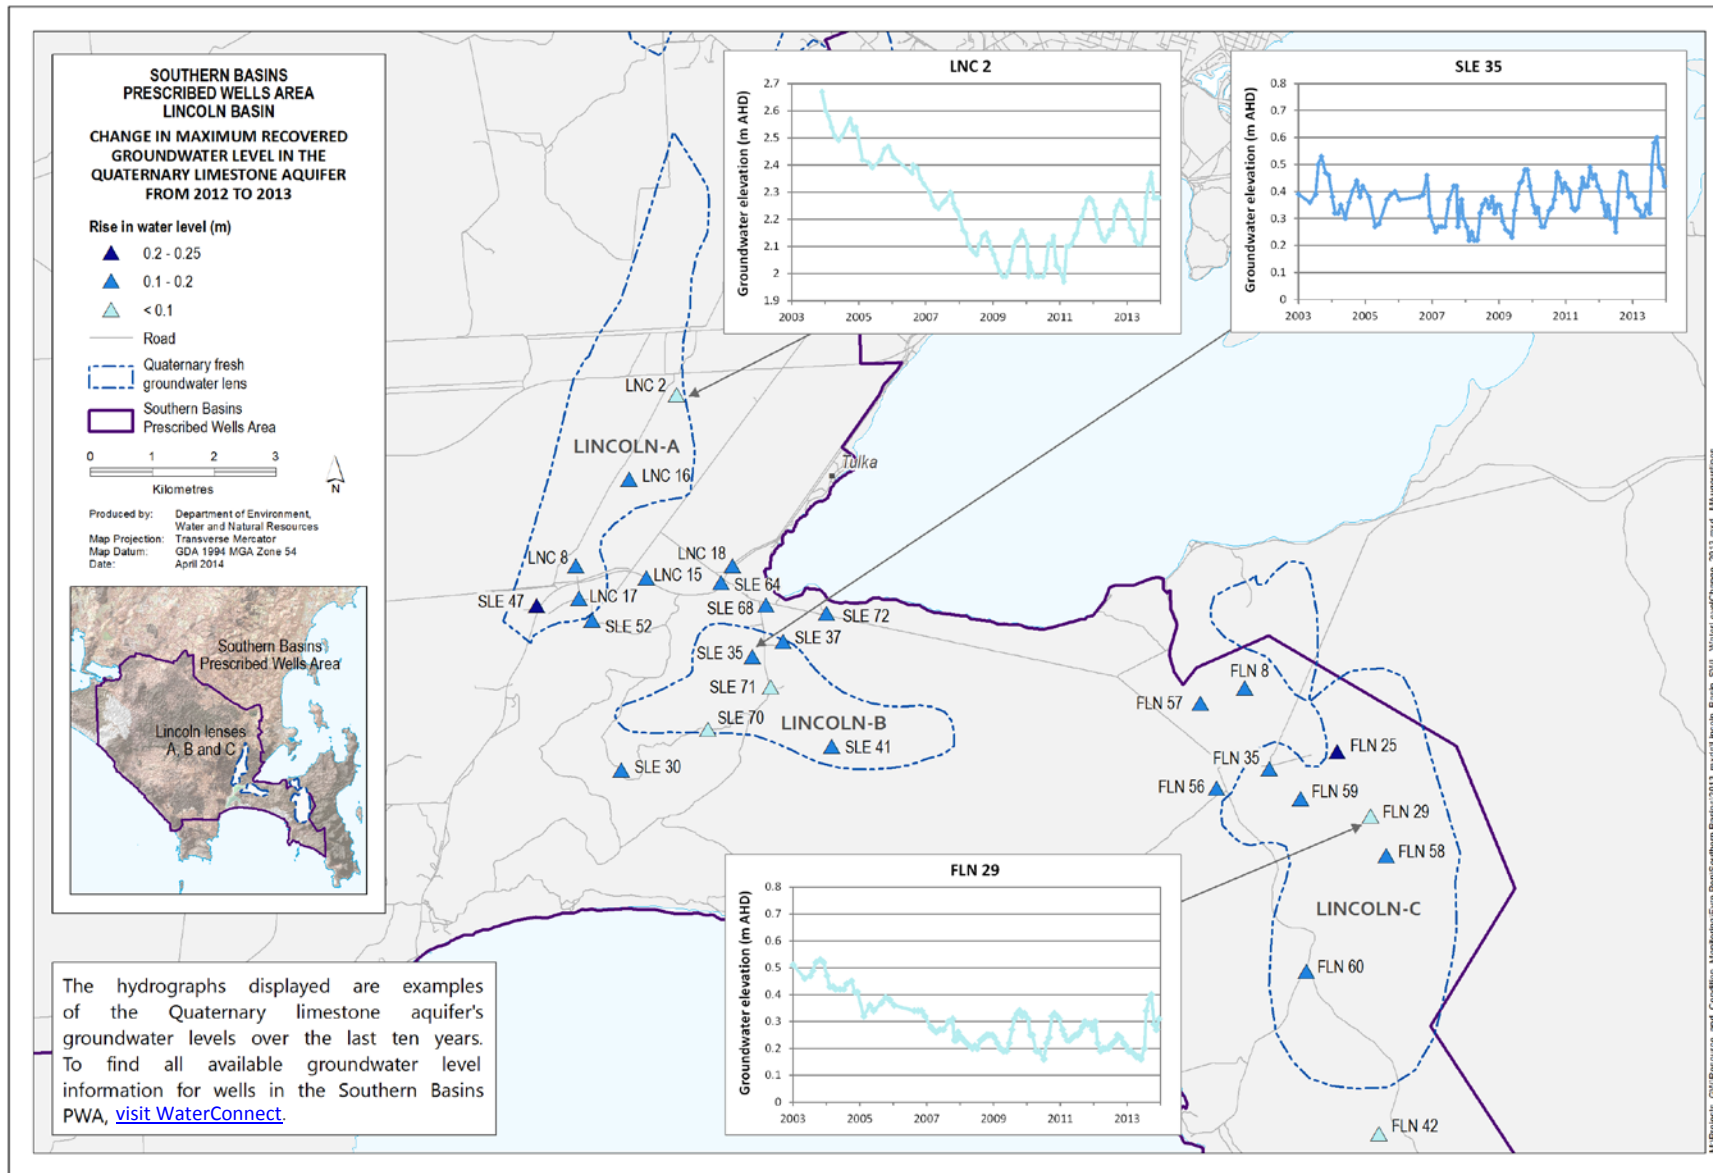 SOUTHERN BASINS
PRESCRIBED WELLS AREA
LINCOLN BASIN
CHANGE IN MAXIMUM RECOVERED
GROUNDWATER LEVEL IN THE
QUATERNARY LIMESTONE AQUIFER
FROM 2012 TO 2013
Rise in water level (m)
0.2 - 0.25
0.1 - 0.2
< 0.1
Road
Quaternary fresh
groundwater lens
Southern Basins
Prescribed Wells Area
0 1 2 3
Kilometres
N
Produced by: Department of Environment,
Water and Natural Resources
Map Projection: Transverse Mercator
Map Datum: GDA 1994 MGA Zone 54
Date: April 2014
Southern Basins
Prescribed Wells Area
Lincoln lenses
A, B and C
The hydrographs displayed are examples
of the Quaternary limestone aquifer's
groundwater levels over the last ten years.
To find all available groundwater level
information for wells in the Southern Basins
PWA, visit WaterConnect.
LNC 2
Groundwater elevation (m AHD)
2.7
2.6
2.5
2.4
2.3
2.2
2.1
2
1.9
2003 2005 2007 2009 2011 2013
SLE 35
Groundwater elevation (m AHD)
0.8
0.7
0.6
0.5
0.4
0.3
0.2
0.1
0
2003 2005 2007 2009 2011 2013
LNC 2
LINCOLN-A
LNC 16
Tulka
LNC 8
LNC 18
LNC 15
SLE 64
SLE 47
LNC 17
SLE 68
SLE 72
SLE 52
SLE 37
SLE 35
SLE 71
SLE 70
LINCOLN-B
SLE 41
SLE 30
FLN 8
FLN 57
FLN 25
FLN 35
FLN 56
FLN 59
FLN 29
FLN 58
LINCOLN-C
FLN 60
FLN 42
FLN 29
Groundwater elevation (m AHD)
0.8
0.7
0.6
0.5
0.4
0.3
0.2
0.1
0
2003 2005 2007 2009 2011 2013